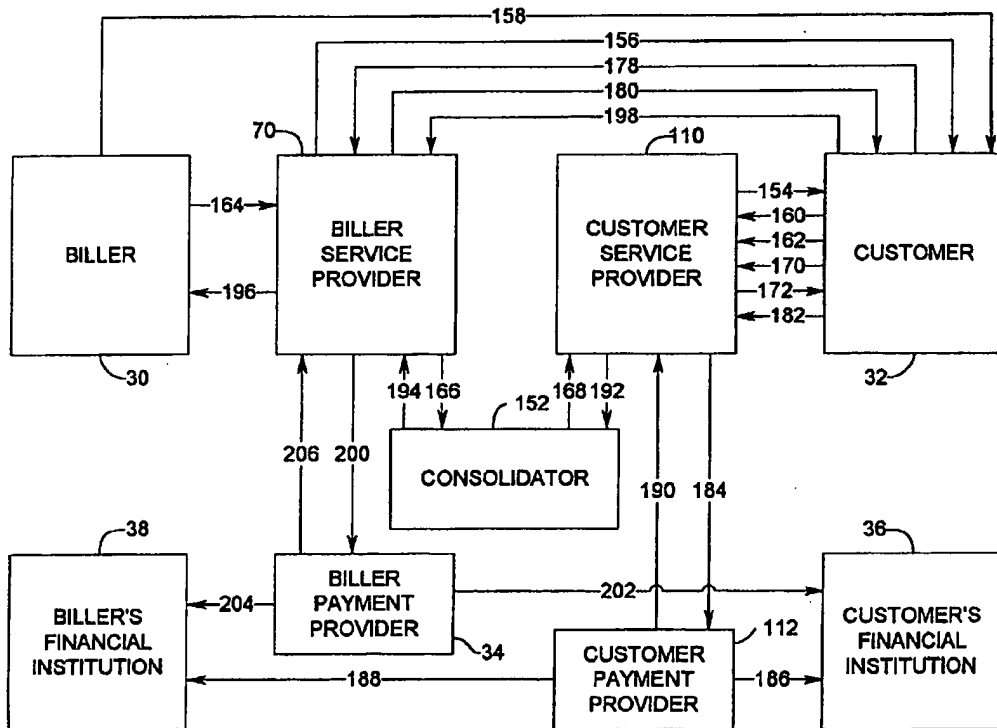 158
156
178
180
198
70
110
BILLER
164
196
BILLER
SERVICE
PROVIDER
CUSTOMER
SERVICE
PROVIDER
154
160
162
170
172
182
CUSTOMER
30
32
194
166
152
168
192
206
200
CONSOLIDATOR
190
184
38
36
BILLER'S
FINANCIAL
INSTITUTION
204
BILLER
PAYMENT
PROVIDER
34
202
112
CUSTOMER'S
FINANCIAL
INSTITUTION
188
CUSTOMER
PAYMENT
PROVIDER
186